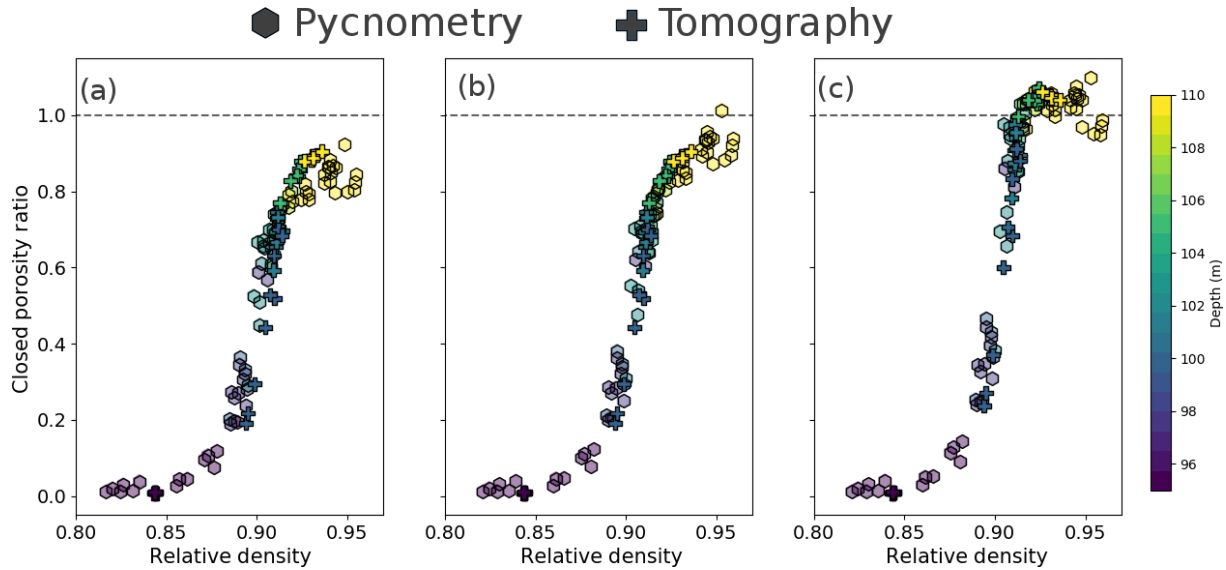 Pycnometry
Tomography
(a)
(b)
(c)
Closed porosity ratio
1.0
0.8
0.6
0.4
0.2
0.0
0.80
0.85
0.90
0.95
Relative density
0.80
0.85
0.90
0.95
Relative density
0.80
0.85
0.90
0.95
Relative density
110
108
106
104
102
100
98
96
Depth (m)